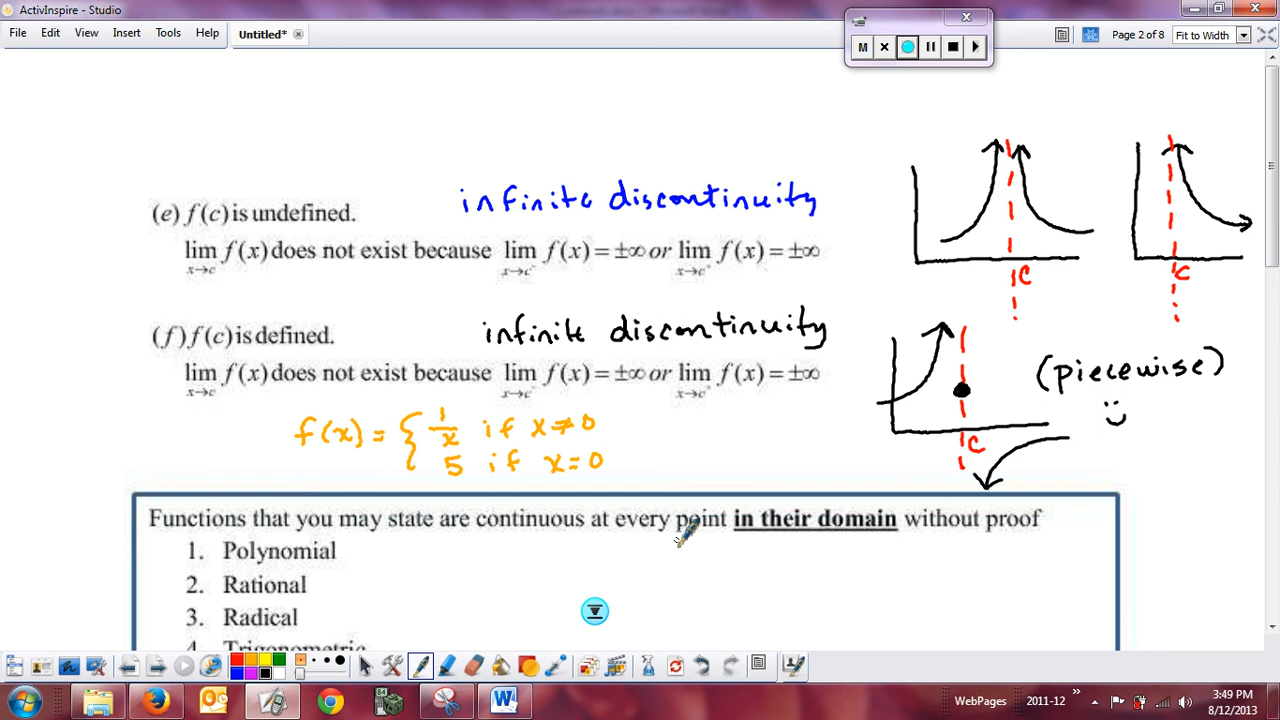 ActivInspire - Studio
File Edit View Insert Tools Help Untitled* Page 2 of 8 Fit to Width
M
infinite discontinuity
(e) f(c) is undefined.
lim x→c f(x) does not exist because lim x→c⁻ f(x) = ±∞ or lim x→c⁺ f(x) = ±∞
C
C
(f) f(c) is defined.
infinite discontinuity
lim x→c f(x) does not exist because lim x→c⁻ f(x) = ±∞ or lim x→c⁺ f(x) = ±∞
(piecewise)
C
f(x) = { 1/x if x ≠ 0
5 if x = 0
Functions that you may state are continuous at every point in their domain without proof
1. Polynomial
2. Rational
3. Radical
4. Trigonometric
WebPages 2011-12 »
3:49 PM
8/12/2013